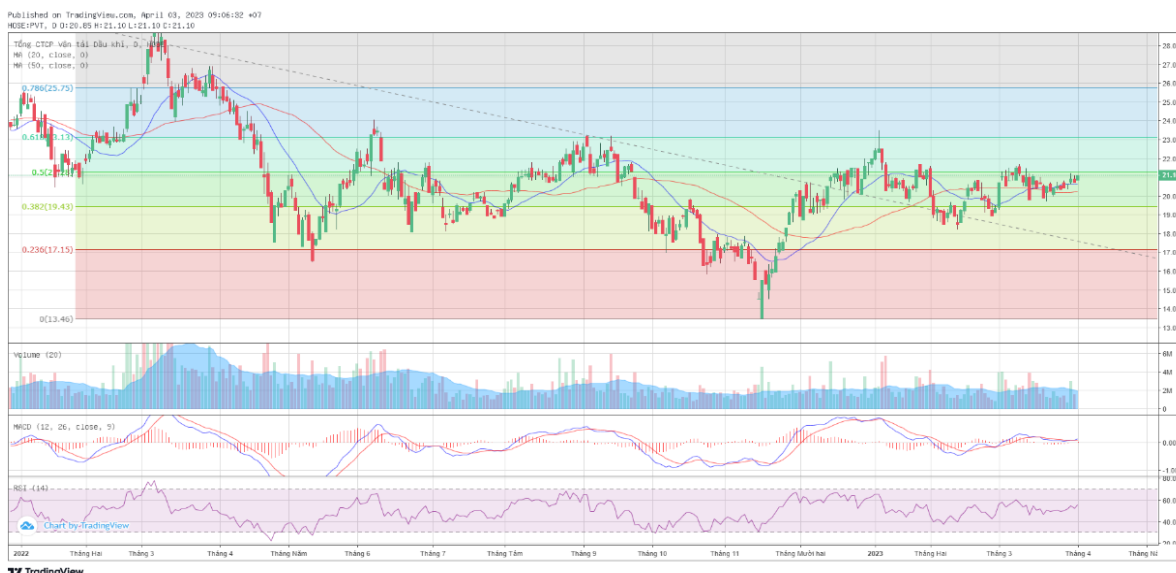 Published on TradingView.com, April 03, 2023 09:06:32 +07
HOSE:PVT, D O:20.85 H:21.10 L:21.10 C:21.10
Tổng CTCP Vận tải Dầu khí, D,
MA (20, close, 0)
MA (50, close, 0)
28.0
27.0
26.0
0.786(25.75)
25.0
24.0
23.0
22.0
21.1
20.0
0.382(19.43)
19.0
18.0
0.236(17.15)
17.0
16.0
15.0
14.0
0(13.46)
13.0
Volume (20)
6M
4M
2M
0
MACD (12, 26, close, 9)
0.00
-1.00
RSI (14)
80.0
60.0
40.0
20.0
Chart by TradingView
2022 Tháng Hai Tháng 3 Tháng 4 Tháng Năm Tháng 6 Tháng 7 Tháng Tám Tháng 9 Tháng 10 Tháng 11 Tháng Mười hai 2023 Tháng Hai Tháng 3 Tháng 4
TradingView